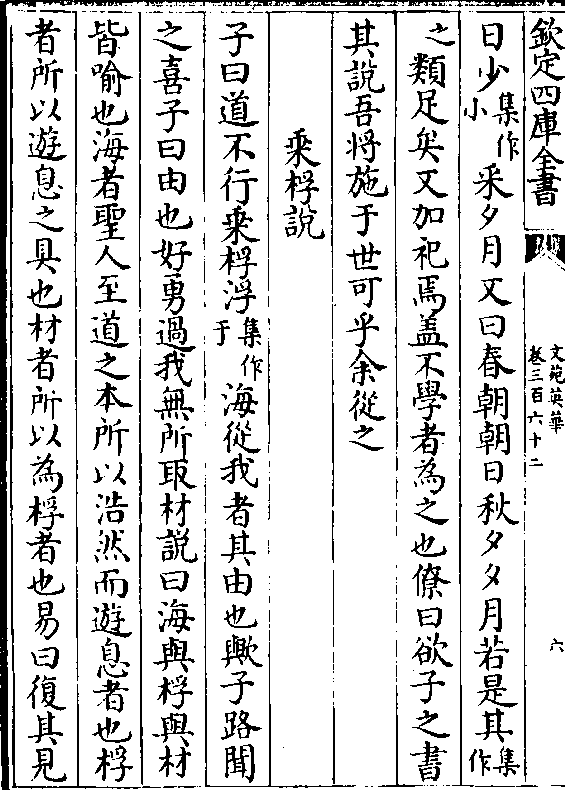 欽定四庫全書
文苑英華
卷三百六十二
六
日少集作小采夕月又曰春朝朝日秋夕夕月若是其集作
之類足矣又加祀焉盖不學者為之也僚曰欲子之書
其說吾将施于世可乎余從之
乘桴說
子曰道不行乘桴浮集作于海從我者其由也歟子路聞
之喜子曰由也好勇過我無所取材説曰海與桴與材
皆喻也海者聖人至道之本所以浩然而遊息者也桴
者所以遊息之具也材者所以為桴者也易曰復其見